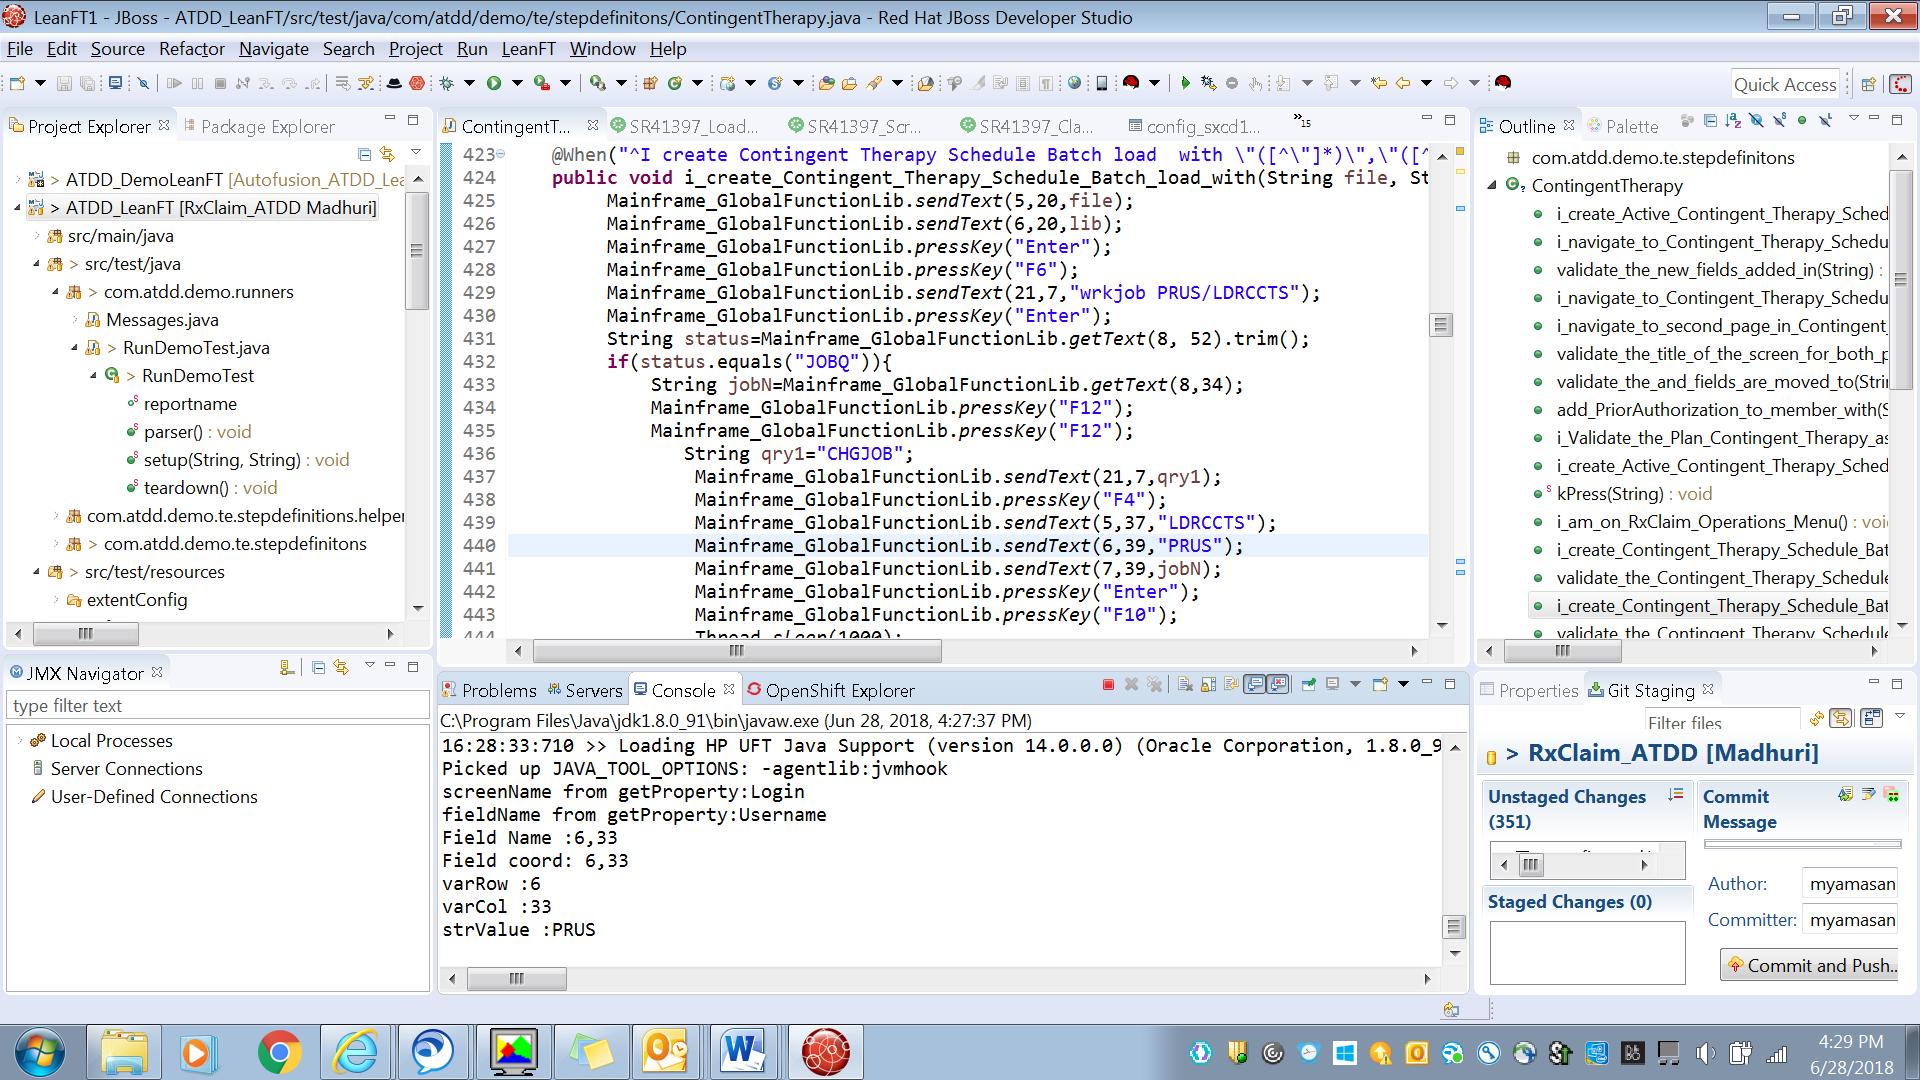 LeanFT1 - JBoss - ATDD_LeanFT/src/test/java/com/atdd/demo/te/stepdefinitons/ContingentTherapy.java - Red Hat JBoss Developer Studio
File Edit Source Refactor Navigate Search Project Run LeanFT Window Help
Quick Access
Project Explorer Package Explorer
> ATDD_DemoLeanFT [Autofusion_ATDD_Lea
> ATDD_LeanFT [RxClaim_ATDD Madhuri]
src/main/java
> src/test/java
> com.atdd.demo.runners
Messages.java
> RunDemoTest.java
> RunDemoTest
reportname
parser() : void
setup(String, String) : void
teardown() : void
com.atdd.demo.te.stepdefinitions.helper
> com.atdd.demo.te.stepdefinitons
> src/test/resources
extentConfig
ContingentT... SR41397_Load... SR41397_Scr... SR41397_Cla... config_sxcd1... »15
423 @When("^I create Contingent Therapy Schedule Batch load  with \"([^\"]*)\",\"([^
424 public void i_create_Contingent_Therapy_Schedule_Batch_load_with(String file, St
425 Mainframe_GlobalFunctionLib.sendText(5,20,file);
426 Mainframe_GlobalFunctionLib.sendText(6,20,lib);
427 Mainframe_GlobalFunctionLib.pressKey("Enter");
428 Mainframe_GlobalFunctionLib.pressKey("F6");
429 Mainframe_GlobalFunctionLib.sendText(21,7,"wrkjob PRUS/LDRCCTS");
430 Mainframe_GlobalFunctionLib.pressKey("Enter");
431 String status=Mainframe_GlobalFunctionLib.getText(8, 52).trim();
432 if(status.equals("JOBQ")){
433 String jobN=Mainframe_GlobalFunctionLib.getText(8,34);
434 Mainframe_GlobalFunctionLib.pressKey("F12");
435 Mainframe_GlobalFunctionLib.pressKey("F12");
436 String qry1="CHGJOB";
437 Mainframe_GlobalFunctionLib.sendText(21,7,qry1);
438 Mainframe_GlobalFunctionLib.pressKey("F4");
439 Mainframe_GlobalFunctionLib.sendText(5,37,"LDRCCTS");
440 Mainframe_GlobalFunctionLib.sendText(6,39,"PRUS");
441 Mainframe_GlobalFunctionLib.sendText(7,39,jobN);
442 Mainframe_GlobalFunctionLib.pressKey("Enter");
443 Mainframe_GlobalFunctionLib.pressKey("F10");
444 Thread.sleep(1000);
Outline Palette
com.atdd.demo.te.stepdefinitons
ContingentTherapy
i_create_Active_Contingent_Therapy_Sched
i_navigate_to_Contingent_Therapy_Schedu
validate_the_new_fields_added_in(String) :
i_navigate_to_Contingent_Therapy_Schedu
i_navigate_to_second_page_in_Contingent_
validate_the_title_of_the_screen_for_both_p
validate_the_and_fields_are_moved_to(Stri
add_PriorAuthorization_to_member_with(S
i_Validate_the_Plan_Contingent_Therapy_as
i_create_Active_Contingent_Therapy_Sched
kPress(String) : void
i_am_on_RxClaim_Operations_Menu() : voi
i_create_Contingent_Therapy_Schedule_Bat
validate_the_Contingent_Therapy_Schedule
i_create_Contingent_Therapy_Schedule_Bat
validate_the_Contingent_Therapy_Schedule
JMX Navigator
type filter text
Local Processes
Server Connections
User-Defined Connections
Problems Servers Console OpenShift Explorer
C:\Program Files\Java\jdk1.8.0_91\bin\javaw.exe (Jun 28, 2018, 4:27:37 PM)
16:28:33:710 >> Loading HP UFT Java Support (version 14.0.0.0) (Oracle Corporation, 1.8.0_9
Picked up JAVA_TOOL_OPTIONS: -agentlib:jvmhook
screenName from getProperty:Login
fieldName from getProperty:Username
Field Name :6,33
Field coord: 6,33
varRow :6
varCol :33
strValue :PRUS
Properties Git Staging
Filter files
> RxClaim_ATDD [Madhuri]
Unstaged Changes (351)
Staged Changes (0)
Commit Message
Author: myamasan
Committer: myamasan
Commit and Push...
4:29 PM
6/28/2018